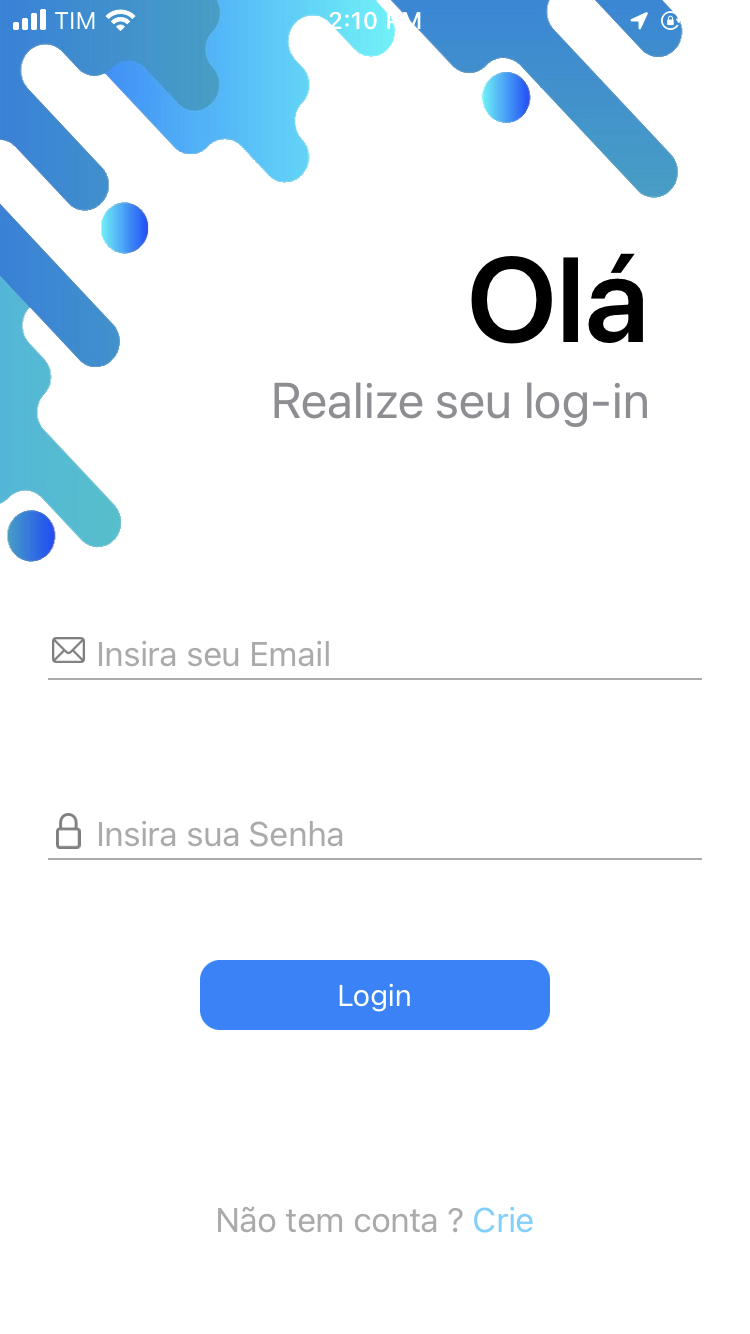 TIM 2:10 PM
Olá
Realize seu log-in
Insira seu Email
Insira sua Senha
Login
Não tem conta ? Crie